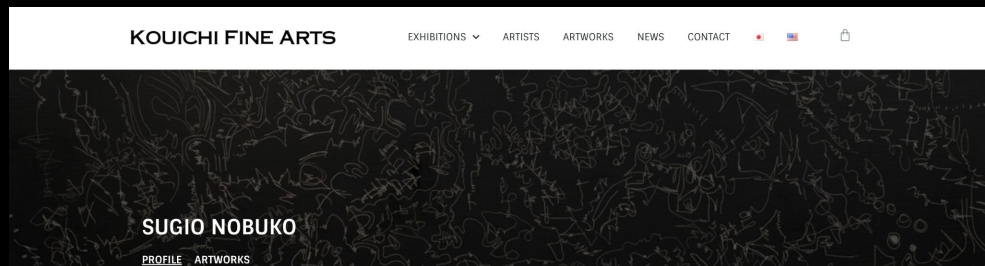 KOUICHI FINE ARTS EXHIBITIONS ARTISTS ARTWORKS NEWS CONTACT
SUGIO NOBUKO
PROFILE ARTWORKS